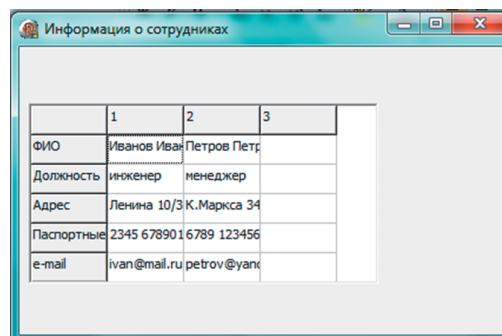 Информация о сотрудниках
1 2 3
ФИО Иванов Иван Петров Петр
Должность инженер менеджер
Адрес Ленина 10/3 К.Маркса 34
Паспортные 2345 678901 6789 123456
e-mail ivan@mail.ru petrov@yand